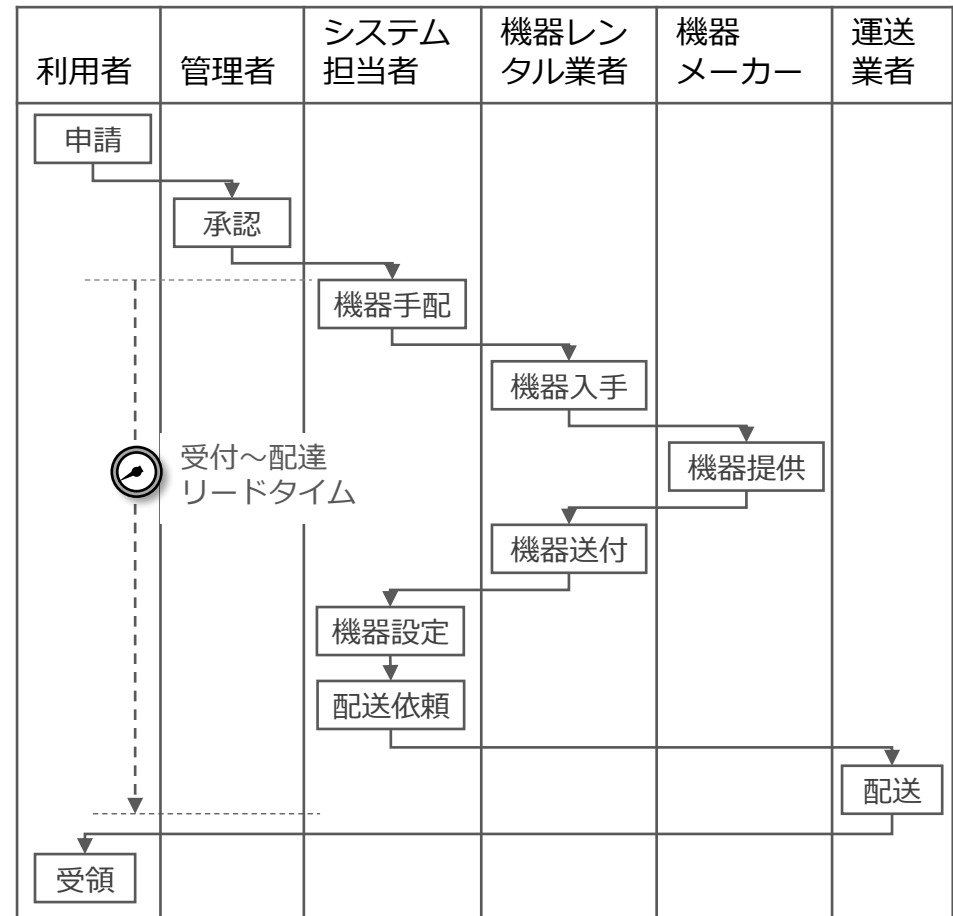 利用者
管理者
システム
担当者
機器レン
タル業者
機器
メーカー
運送
業者
申請
承認
機器手配
機器入手
受付～配達
リードタイム
機器提供
機器送付
機器設定
配送依頼
配送
受領